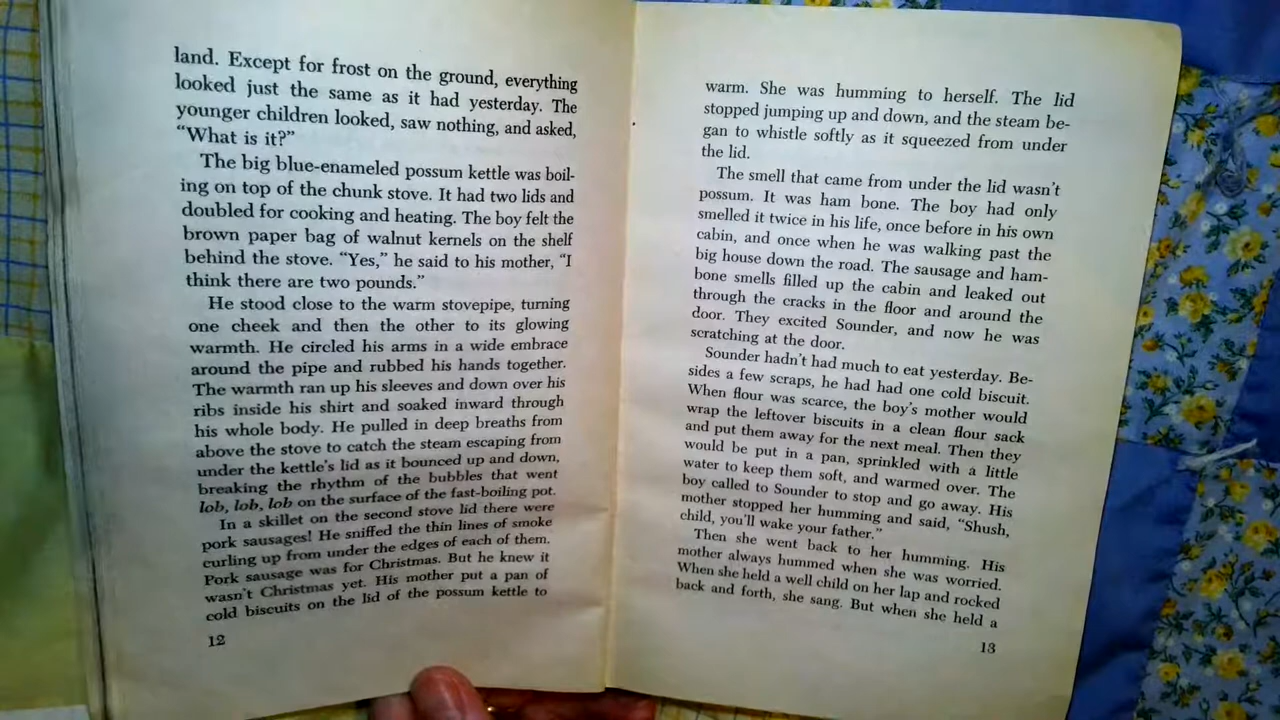 land. Except for frost on the ground, everything
looked just the same as it had yesterday. The
younger children looked, saw nothing, and asked,
“What is it?”
The big blue-enameled possum kettle was boil-
ing on top of the chunk stove. It had two lids and
doubled for cooking and heating. The boy felt the
brown paper bag of walnut kernels on the shelf
behind the stove. “Yes,” he said to his mother, “I
think there are two pounds.”
He stood close to the warm stovepipe, turning
one cheek and then the other to its glowing
warmth. He circled his arms in a wide embrace
around the pipe and rubbed his hands together.
The warmth ran up his sleeves and down over his
ribs inside his shirt and soaked inward through
his whole body. He pulled in deep breaths from
above the stove to catch the steam escaping from
under the kettle’s lid as it bounced up and down,
breaking the rhythm of the bubbles that went
lob, lob, lob on the surface of the fast-boiling pot.
In a skillet on the second stove lid there were
pork sausages! He sniffed the thin lines of smoke
curling up from under the edges of each of them.
Pork sausage was for Christmas. But he knew it
wasn’t Christmas yet. His mother put a pan of
cold biscuits on the lid of the possum kettle to
12
warm. She was humming to herself. The lid
stopped jumping up and down, and the steam be-
gan to whistle softly as it squeezed from under
the lid.
The smell that came from under the lid wasn’t
possum. It was ham bone. The boy had only
smelled it twice in his life, once before in his own
cabin, and once when he was walking past the
big house down the road. The sausage and ham-
bone smells filled up the cabin and leaked out
through the cracks in the floor and around the
door. They excited Sounder, and now he was
scratching at the door.
Sounder hadn’t had much to eat yesterday. Be-
sides a few scraps, he had had one cold biscuit.
When flour was scarce, the boy’s mother would
wrap the leftover biscuits in a clean flour sack
and put them away for the next meal. Then they
would be put in a pan, sprinkled with a little
water to keep them soft, and warmed over. The
boy called to Sounder to stop and go away. His
mother stopped her humming and said, “Shush,
child, you’ll wake your father.”
Then she went back to her humming. His
mother always hummed when she was worried.
When she held a well child on her lap and rocked
back and forth, she sang. But when she held a
13